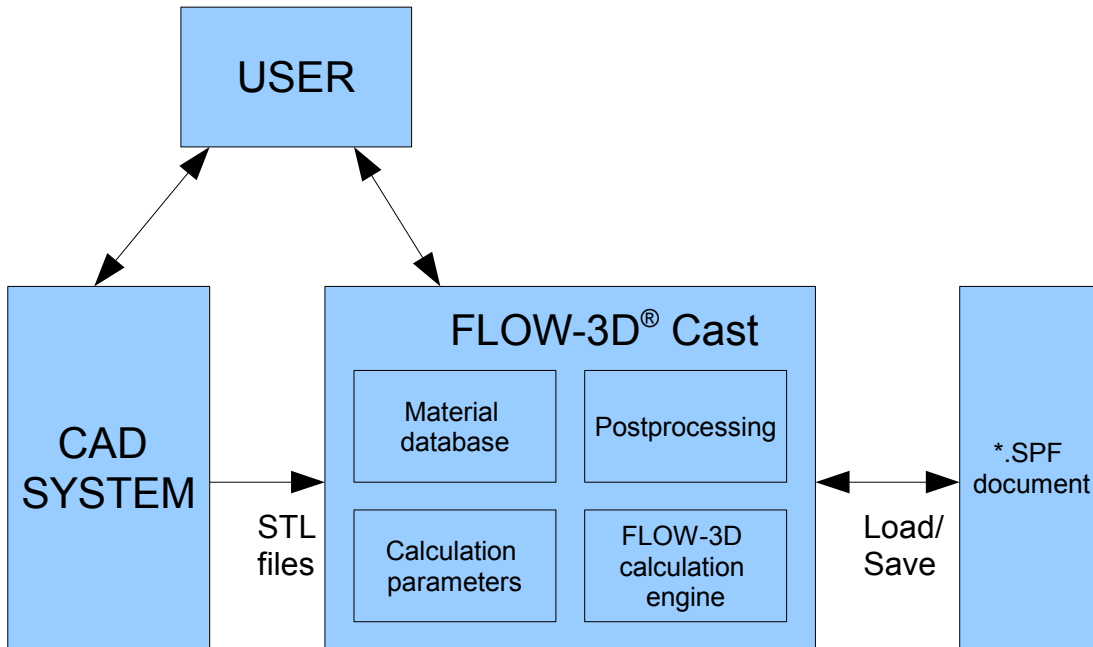 USER
CAD
SYSTEM
STL
files
FLOW-3D® Cast
Material
database
Postprocessing
Calculation
parameters
FLOW-3D
calculation
engine
Load/
Save
*.SPF
document